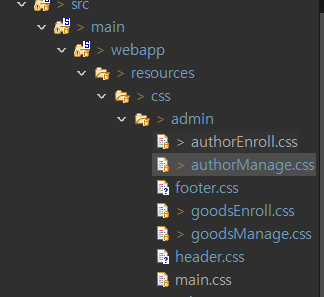 > src
> main
> webapp
> resources
> css
> admin
> authorEnroll.css
> authorManage.css
footer.css
> goodsEnroll.css
> goodsManage.css
header.css
main.css